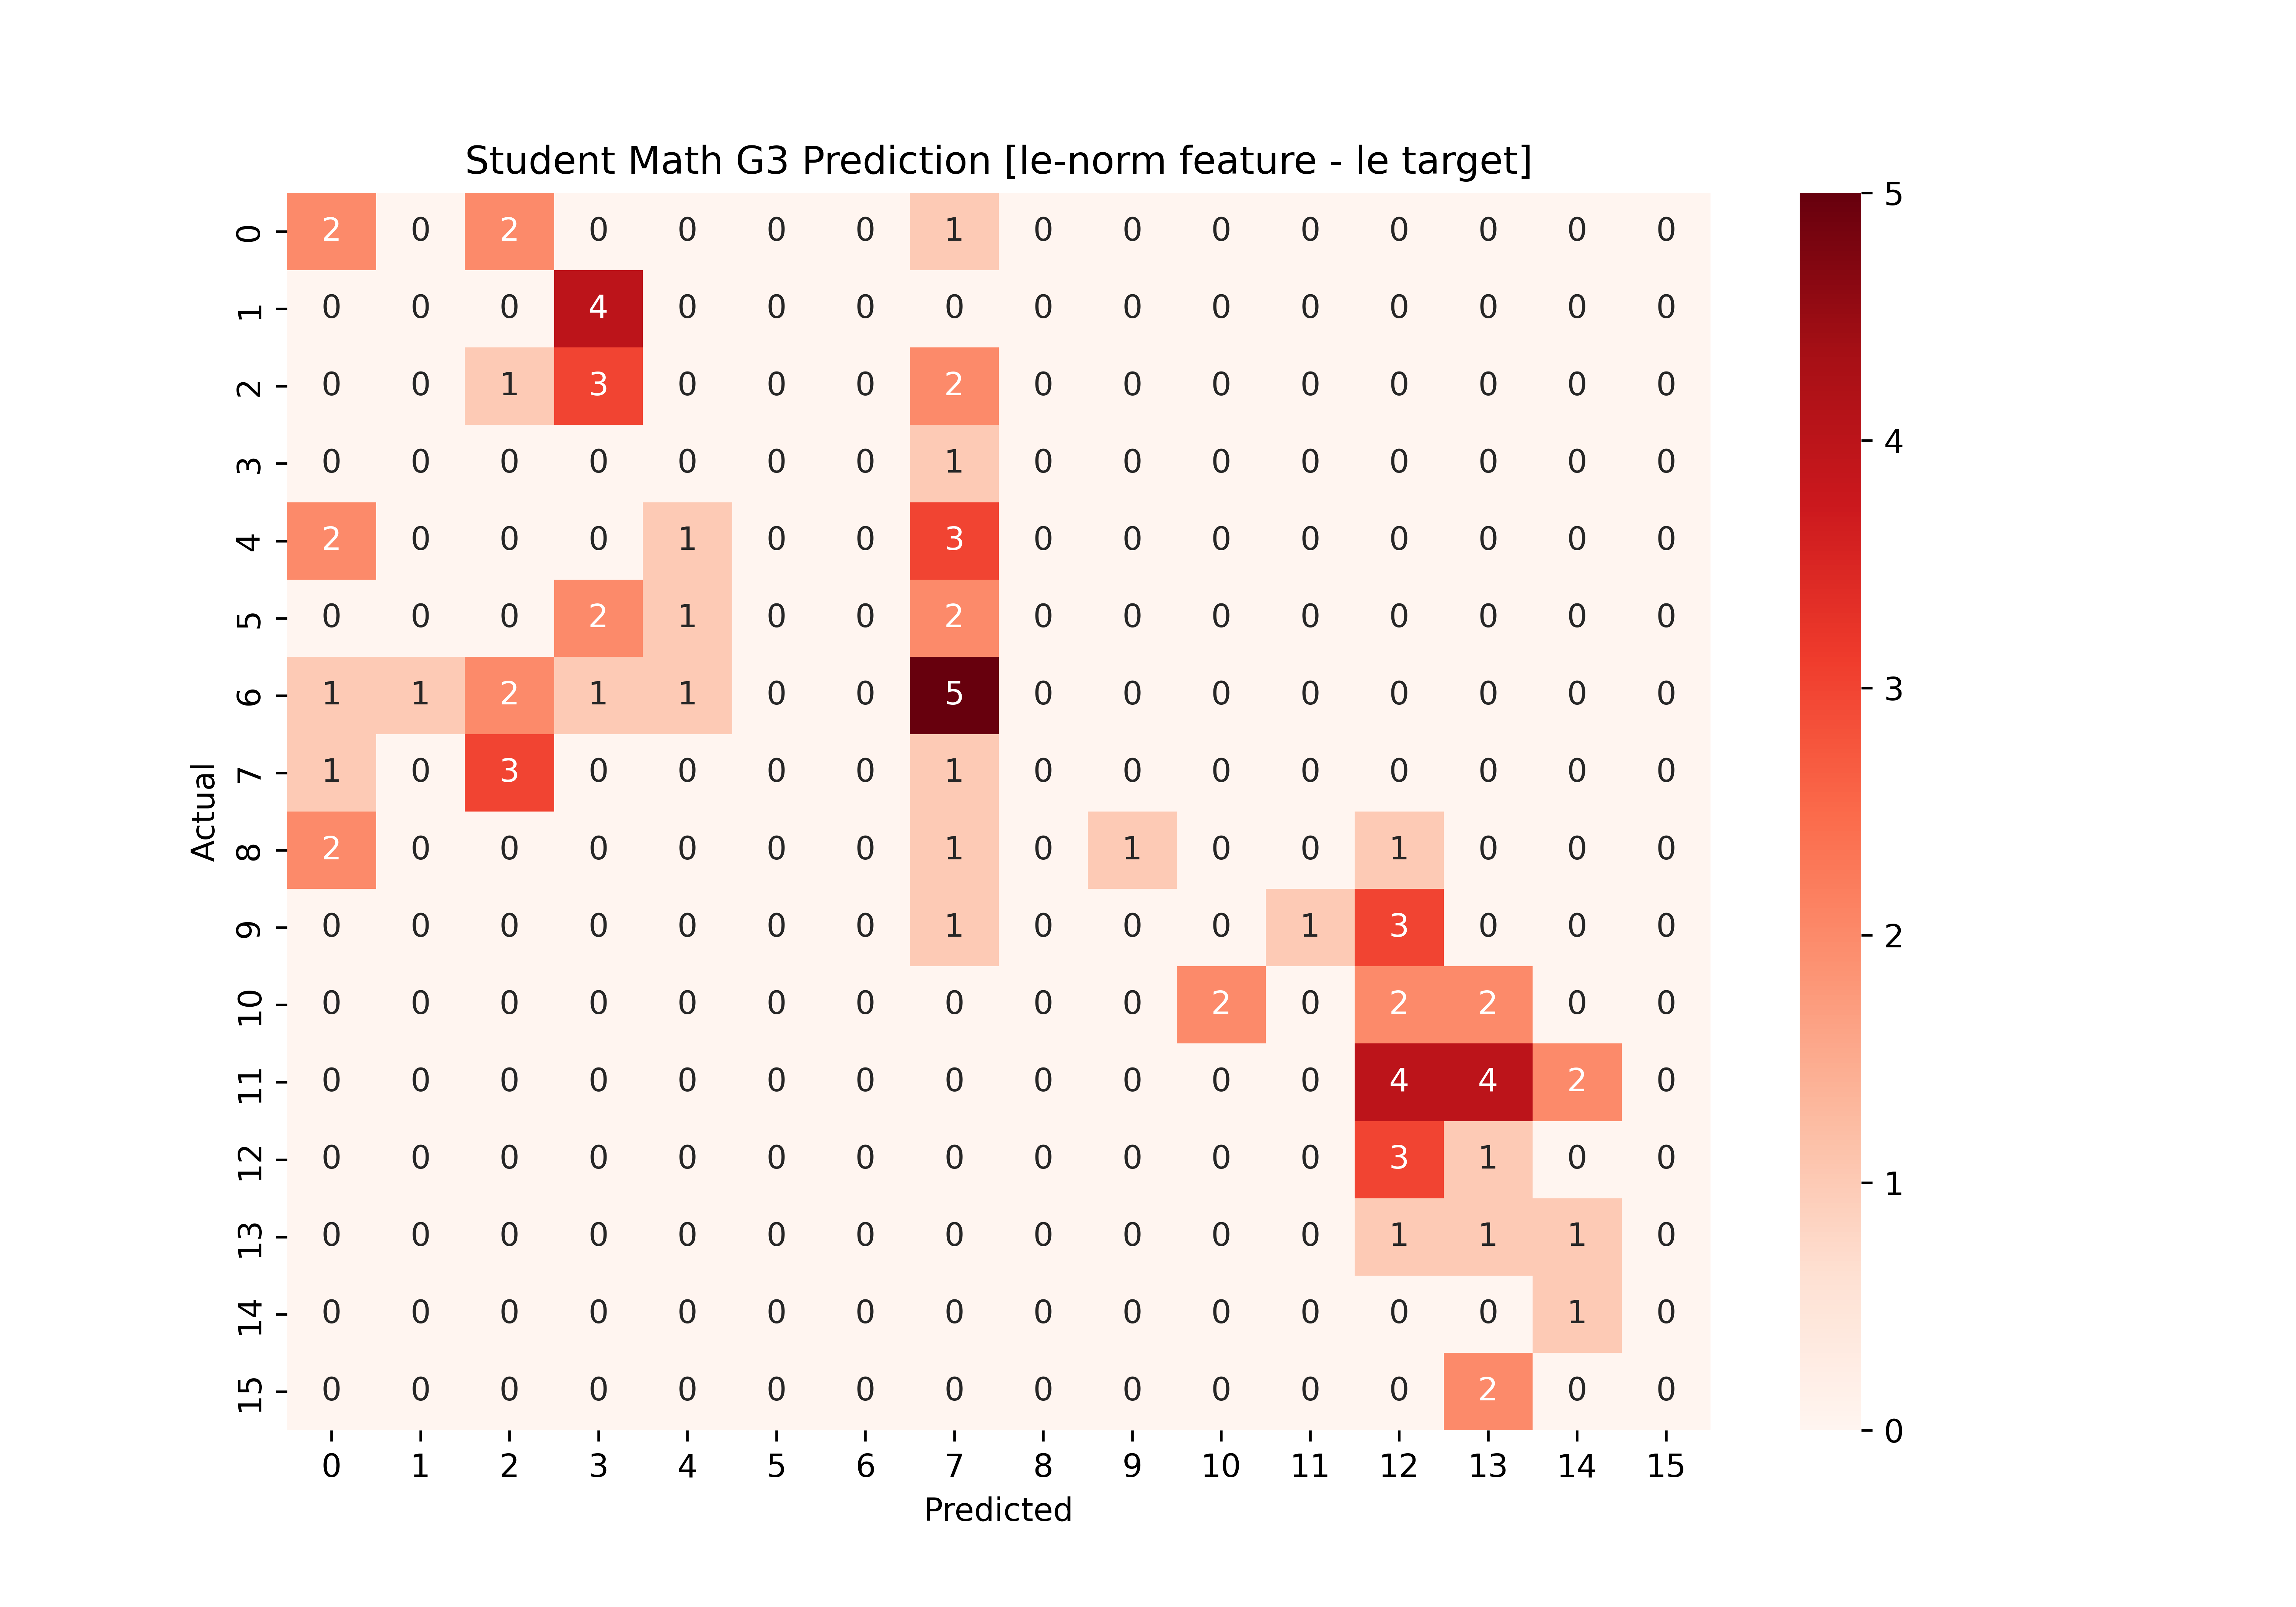 Student Math G3 Prediction [le-norm feature - le target]
0 2 0 2 0 0 0 0 1 0 0 0 0 0 0 0 0
1 0 0 0 4 0 0 0 0 0 0 0 0 0 0 0 0
2 0 0 1 3 0 0 0 2 0 0 0 0 0 0 0 0
3 0 0 0 0 0 0 0 1 0 0 0 0 0 0 0 0
4 2 0 0 0 1 0 0 3 0 0 0 0 0 0 0 0
5 0 0 0 2 1 0 0 2 0 0 0 0 0 0 0 0
6 1 1 2 1 1 0 0 5 0 0 0 0 0 0 0 0
7 1 0 3 0 0 0 0 1 0 0 0 0 0 0 0 0
8 2 0 0 0 0 0 0 1 0 1 0 0 1 0 0 0
9 0 0 0 0 0 0 0 1 0 0 0 1 3 0 0 0
10 0 0 0 0 0 0 0 0 0 0 2 0 2 2 0 0
11 0 0 0 0 0 0 0 0 0 0 0 0 4 4 2 0
12 0 0 0 0 0 0 0 0 0 0 0 0 3 1 0 0
13 0 0 0 0 0 0 0 0 0 0 0 0 1 1 1 0
14 0 0 0 0 0 0 0 0 0 0 0 0 0 0 1 0
15 0 0 0 0 0 0 0 0 0 0 0 0 0 2 0 0
0 1 2 3 4 5 6 7 8 9 10 11 12 13 14 15
Predicted
Actual
5
4
3
2
1
0